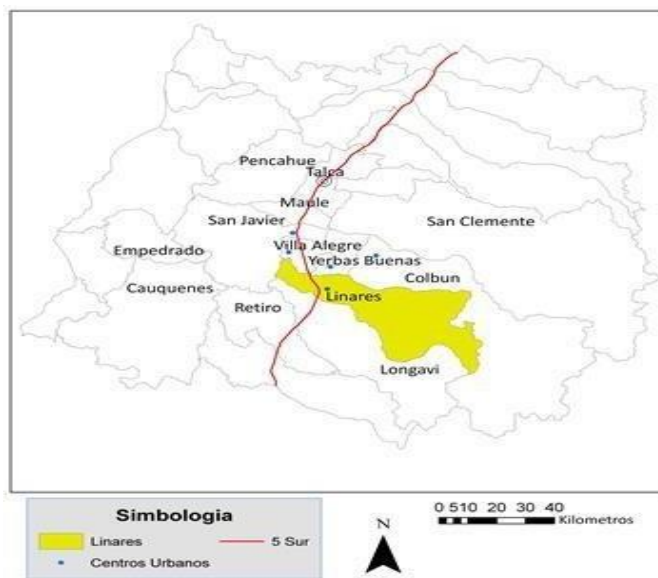 Pencahue
Talca
Maule
San Javier
San Clemente
Villa Alegre
Empedrado
Yerbas Buenas
Colbun
Cauquenes
Linares
Retiro
Longavi
Simbologia
Linares
5 Sur
Centros Urbanos
N
0 5 10 20 30 40
Kilometros